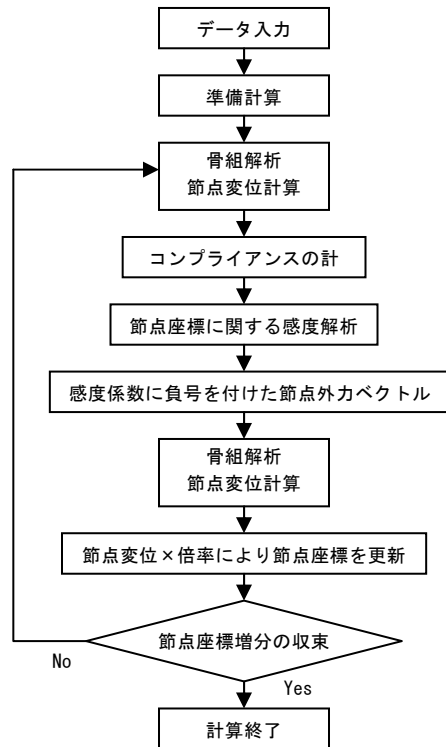 データ入力
準備計算
骨組解析
節点変位計算
コンプライアンスの計
節点座標に関する感度解析
感度係数に負号を付けた節点外力ベクトル
骨組解析
節点変位計算
節点変位×倍率により節点座標を更新
節点座標増分の収束
No
Yes
計算終了